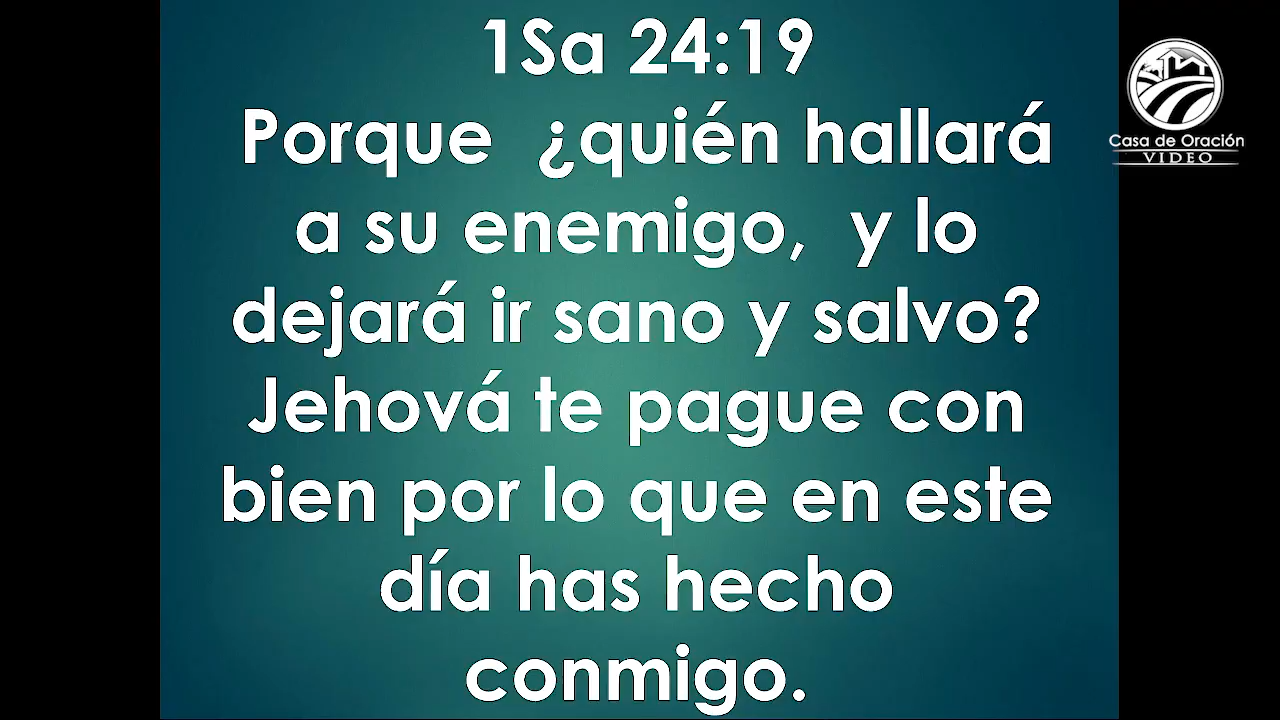 1Sa 24:19
Porque ¿quién hallará
a su enemigo, y lo
dejará ir sano y salvo?
Jehová te pague con
bien por lo que en este
día has hecho
conmigo.
Casa de Oración
VIDEO